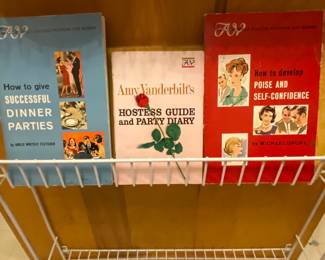 How to give
SUCCESSFUL
DINNER
PARTIES
Amy Vanderbilt's
HOSTESS GUIDE
and PARTY DIARY
How to develop
POISE AND
SELF-CONFIDENCE